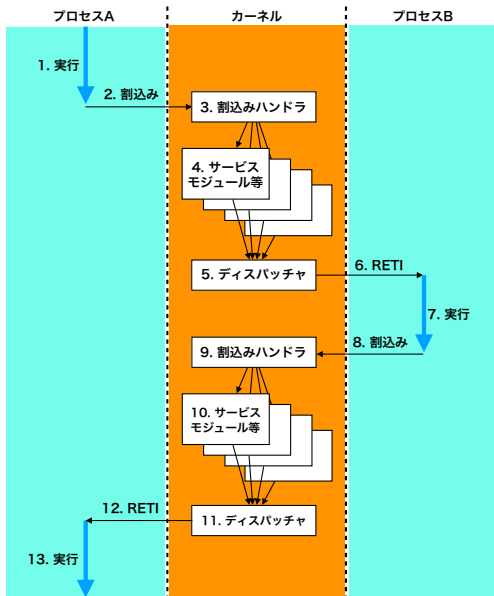 プロセスA
カーネル
プロセスB
1. 実行
2. 割込み
3. 割込みハンドラ
4. サービス
モジュール等
5. ディスパッチャ
6. RETI
7. 実行
8. 割込み
9. 割込みハンドラ
10. サービス
モジュール等
11. ディスパッチャ
12. RETI
13. 実行